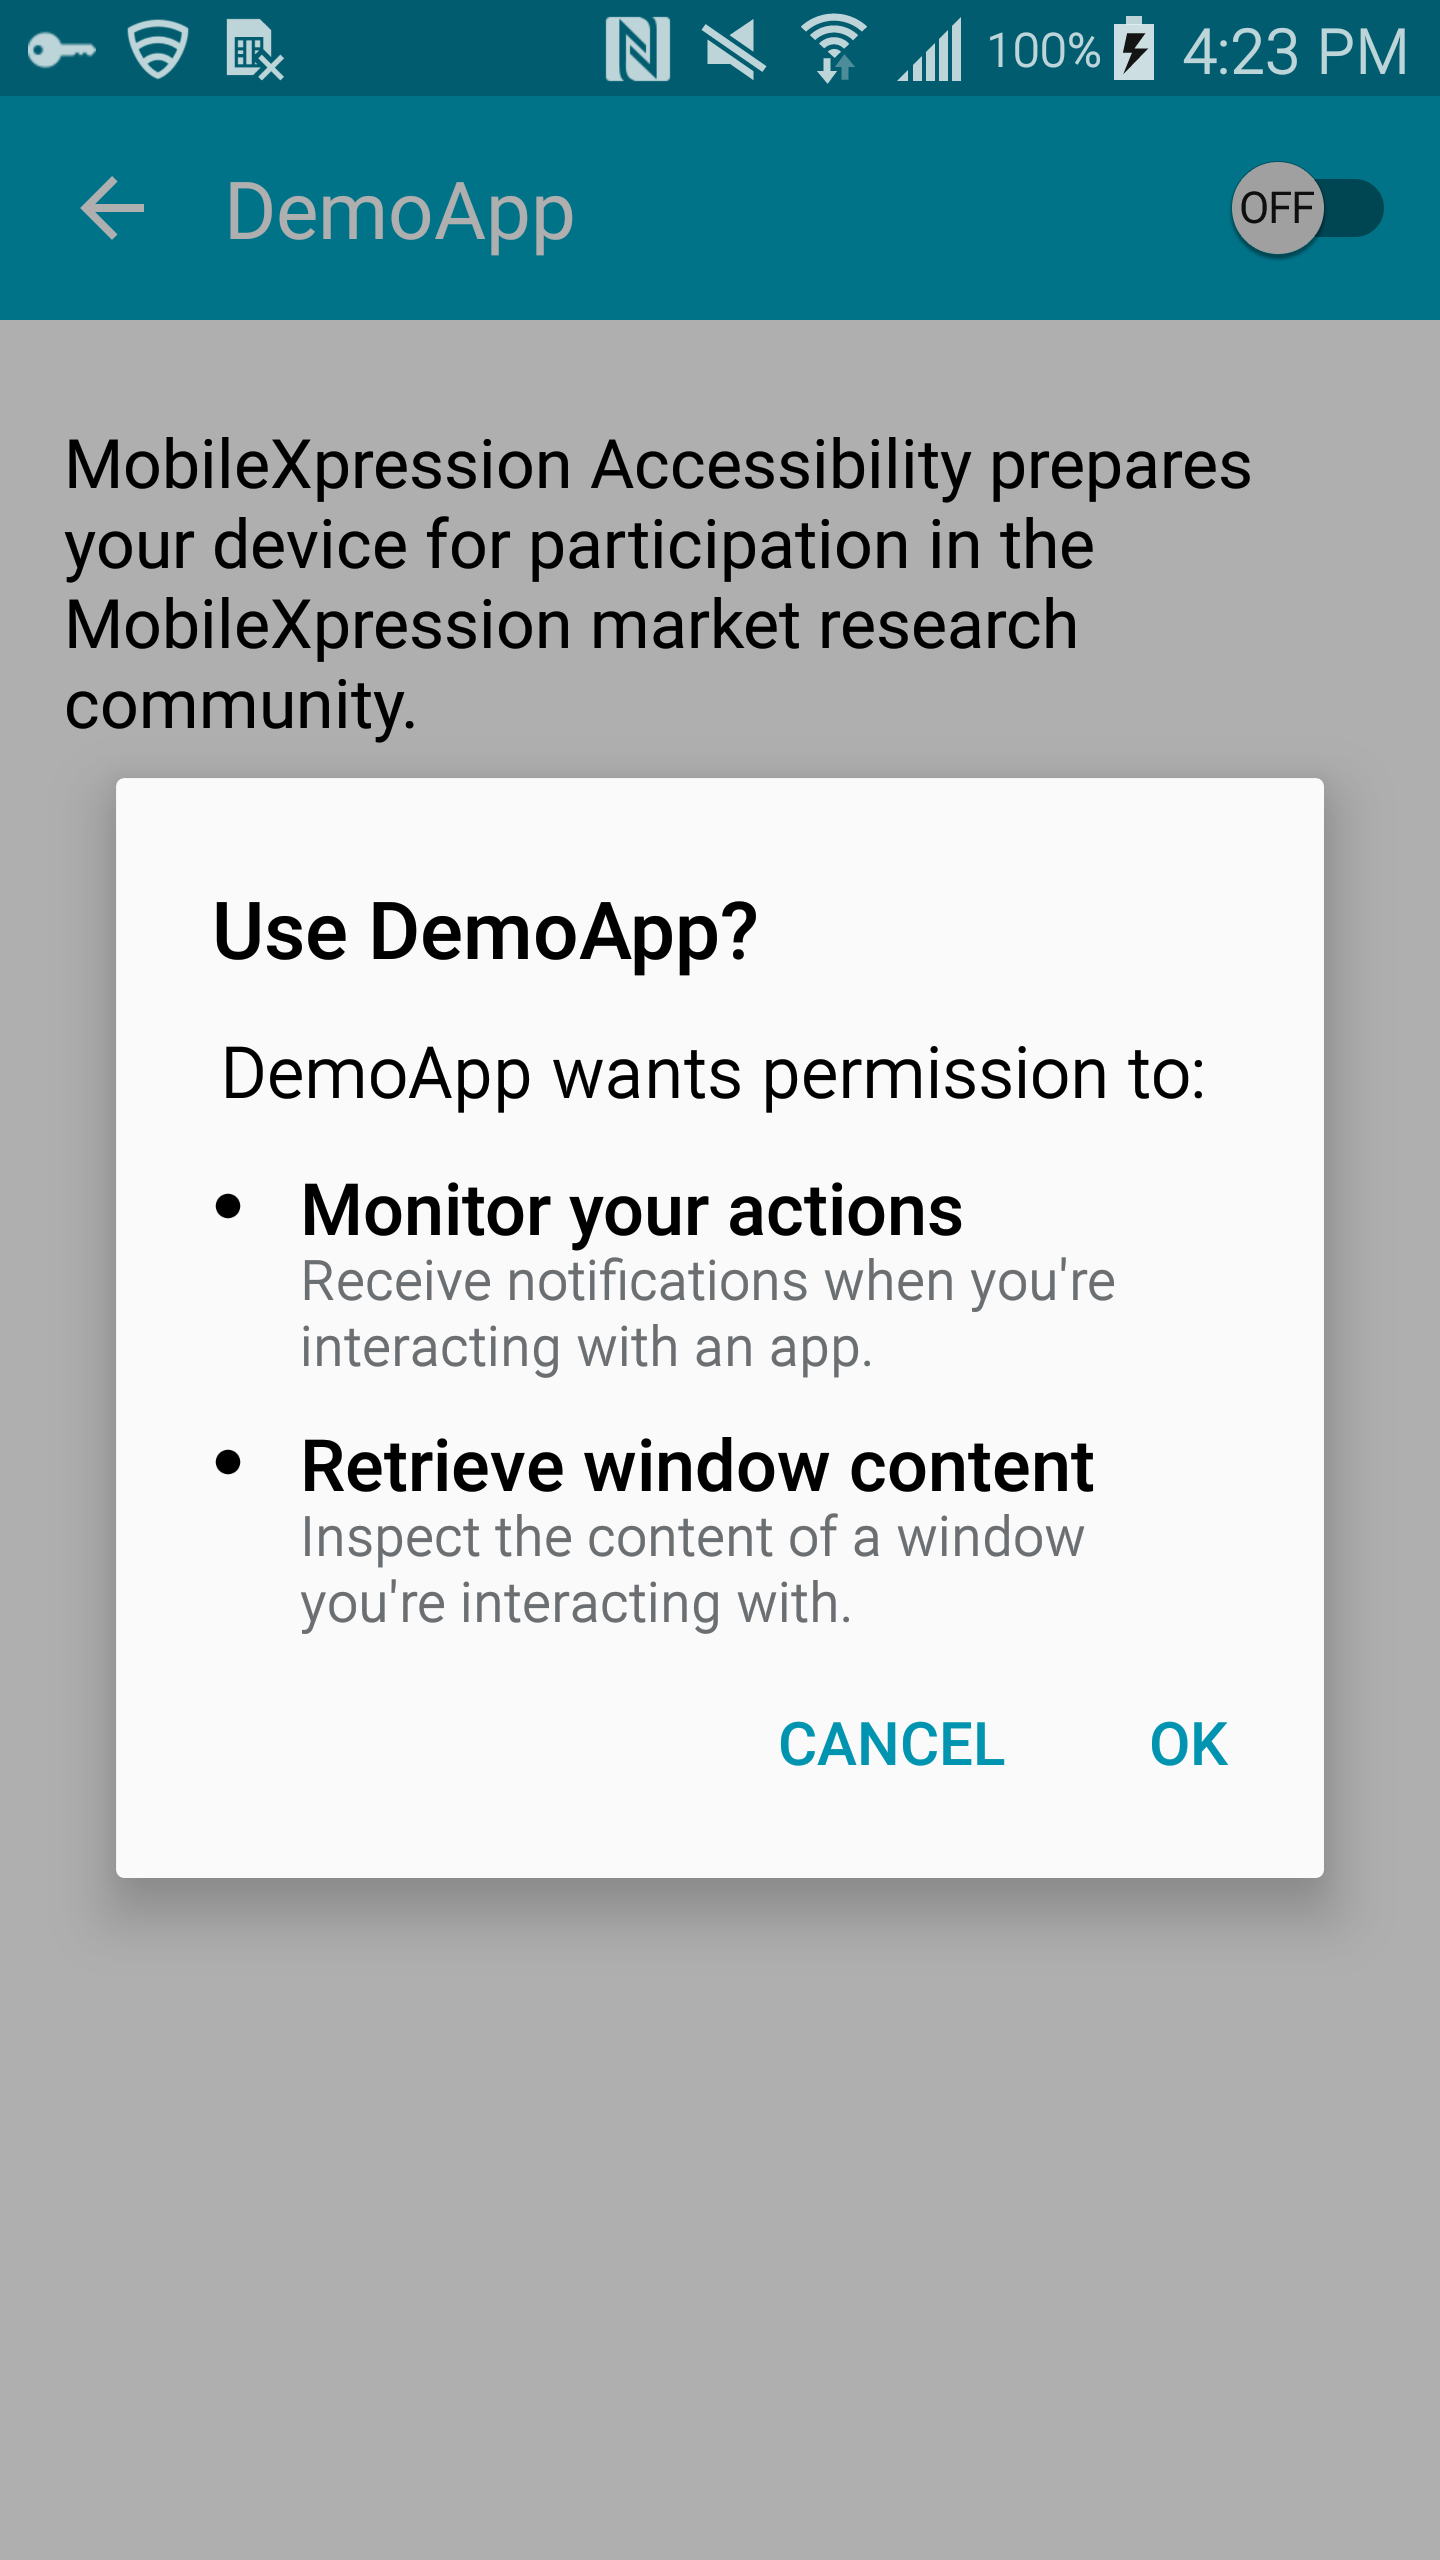 100% 4:23 PM
DemoApp
OFF
MobileXpression Accessibility prepares
your device for participation in the
MobileXpression market research
community.
Use DemoApp?
DemoApp wants permission to:
• Monitor your actions
Receive notifications when you're
interacting with an app.
• Retrieve window content
Inspect the content of a window
you're interacting with.
CANCEL OK